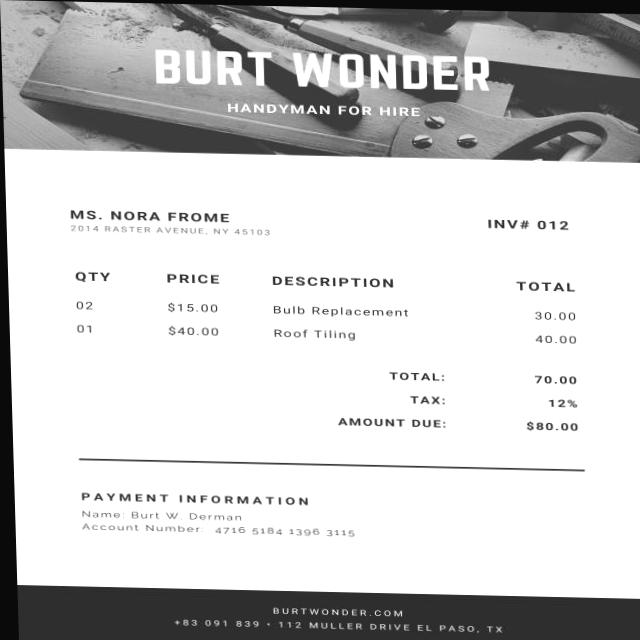 BURT WONDER
HANDYMAN FOR HIRE
MS. NORA FROME
2014 RASTER AVENUE, NY 45103
INV# 012
QTY PRICE DESCRIPTION TOTAL
02 $15.00 Bulb Replacement 30.00
01 $40.00 Roof Tiling 40.00
TOTAL: 70.00
TAX: 12%
AMOUNT DUE: $80.00
PAYMENT INFORMATION
Name: Burt W. Derman
Account Number: 4716 5184 1396 3115
BURTWONDER.COM
+83 091 839 • 112 MULLER DRIVE EL PASO, TX